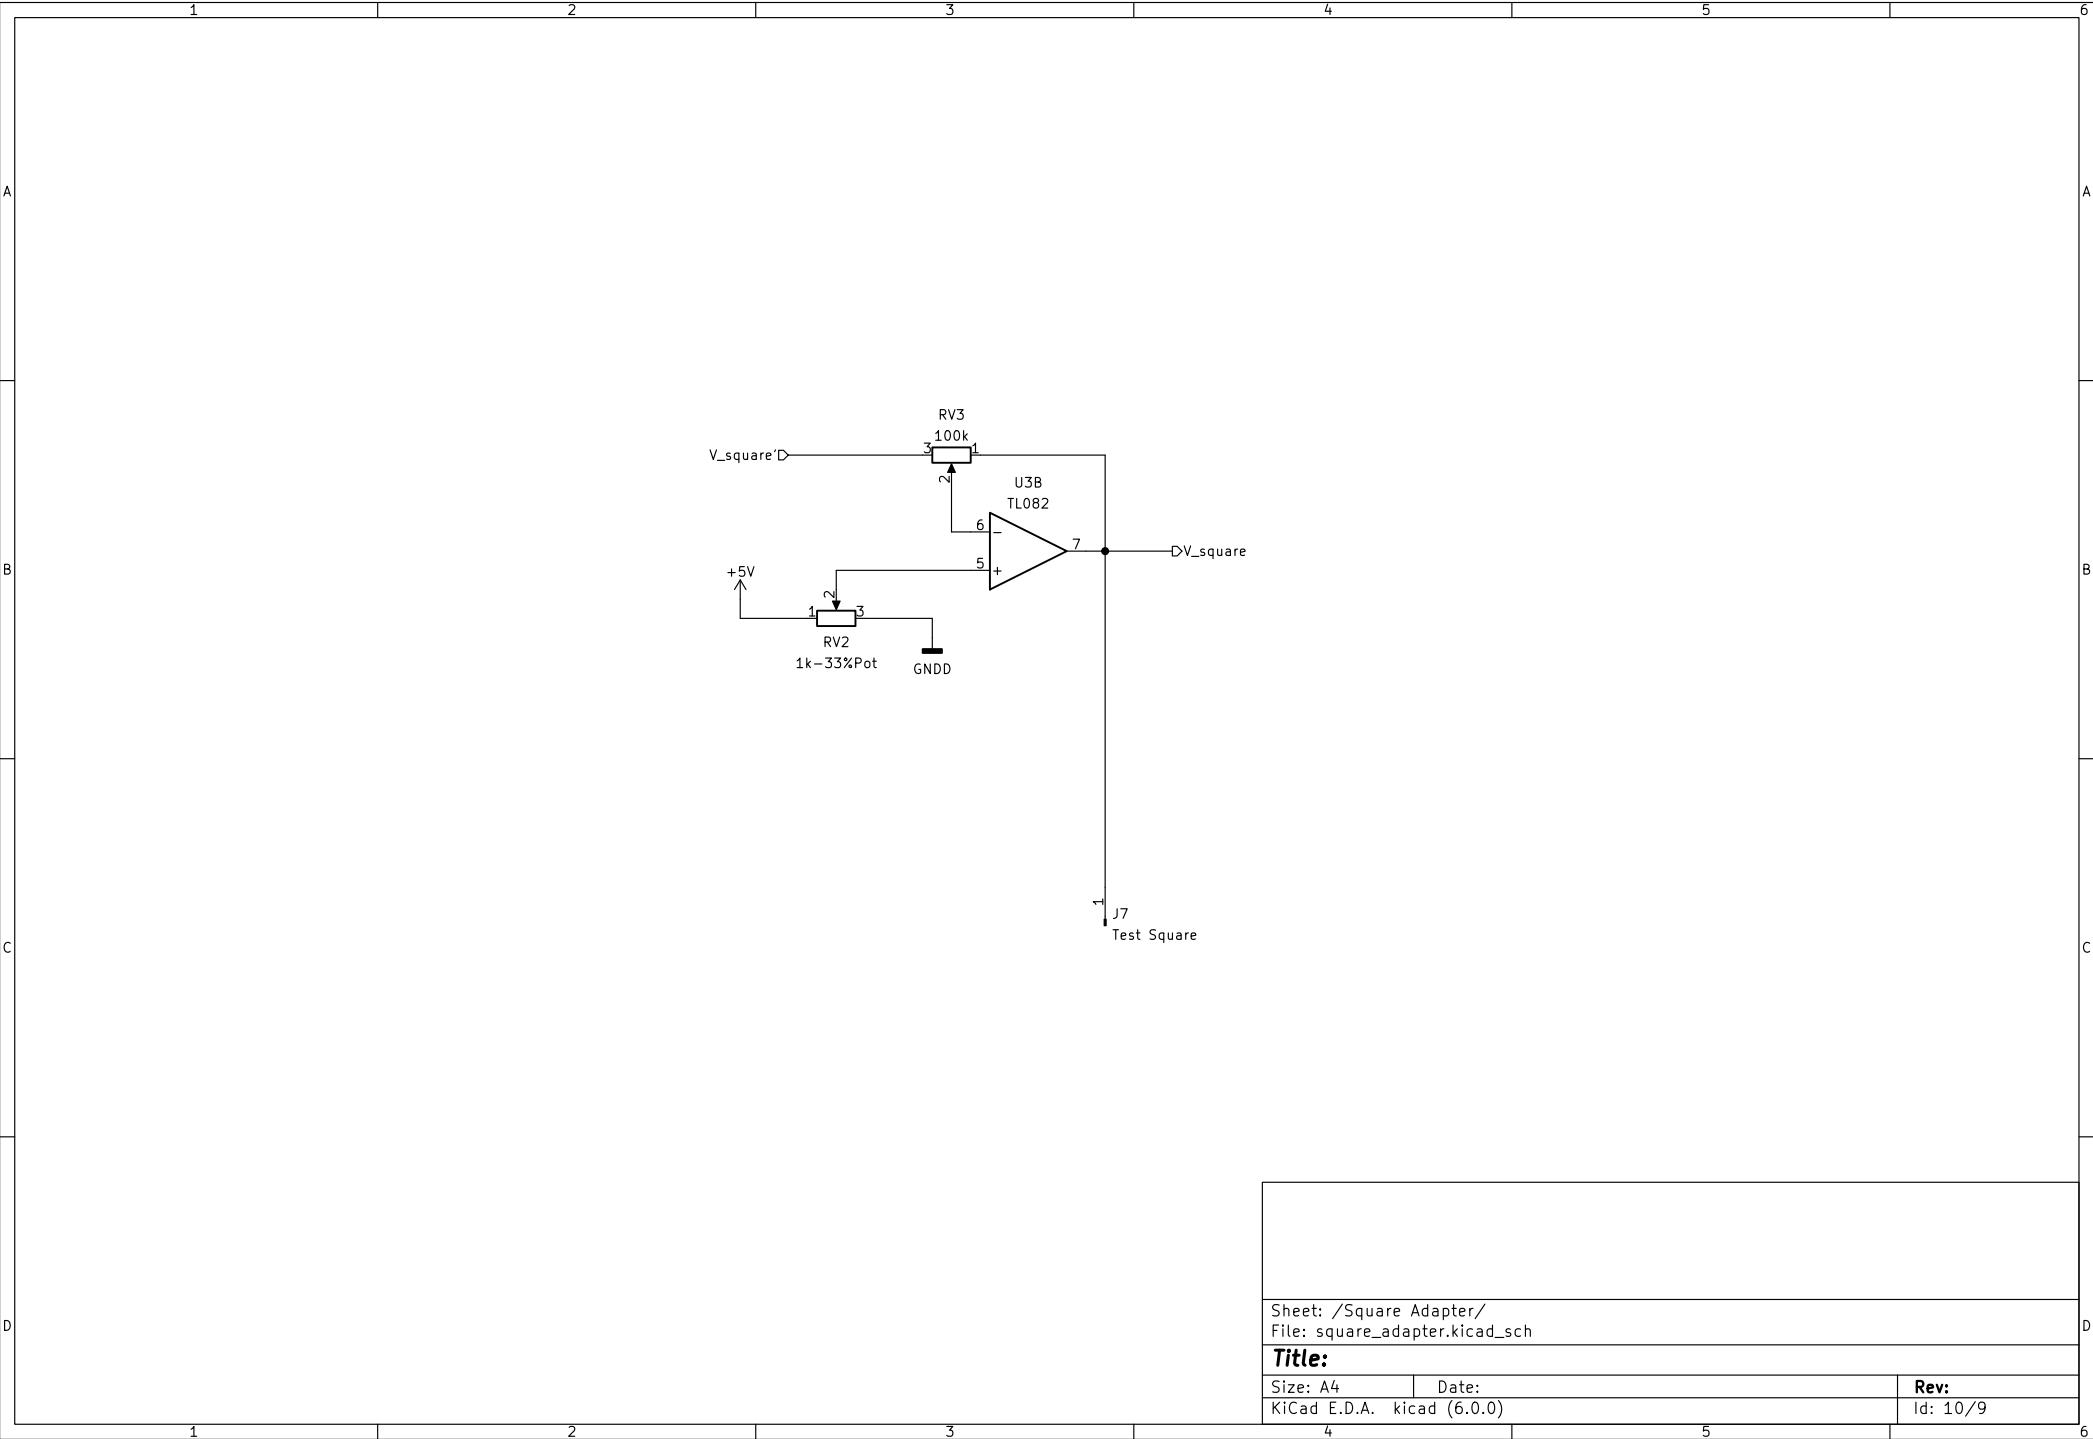 1 2 3 4 5 6
A A
RV3
100k
V_square' 3 1
2
U3B
TL082
6 -
7
V_square
B B
+5V
5 +
2
1 3
RV2
1k-33%Pot
GNDD
1
J7
Test Square
C C
Sheet: /Square Adapter/
D D
File: square_adapter.kicad_sch
Title:
Size: A4 Date: Rev:
KiCad E.D.A. kicad (6.0.0) Id: 10/9
1 2 3 4 5 6